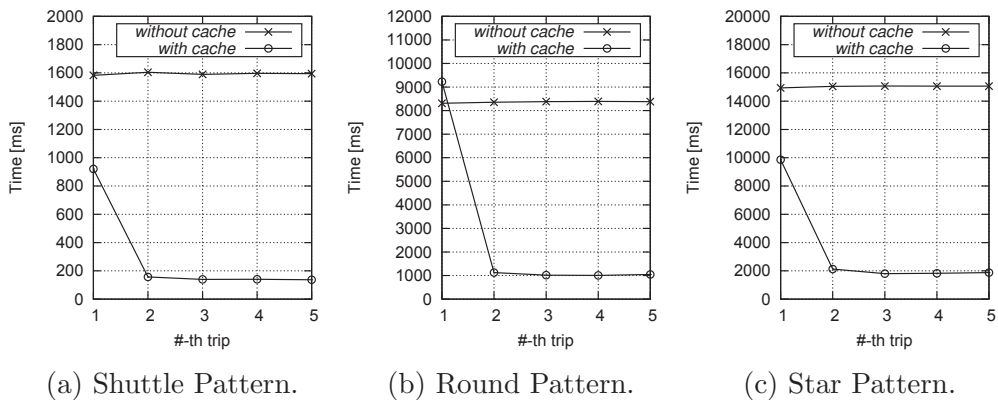 2000
1800
1600
1400
1200
1000
800
600
400
200
0
1 2 3 4 5
Time [ms]
#-th trip
without cache
with cache
(a) Shuttle Pattern.
12000
11000
10000
9000
8000
7000
6000
5000
4000
3000
2000
1000
0
1 2 3 4 5
Time [ms]
#-th trip
without cache
with cache
(b) Round Pattern.
20000
18000
16000
14000
12000
10000
8000
6000
4000
2000
0
1 2 3 4 5
Time [ms]
#-th trip
without cache
with cache
(c) Star Pattern.